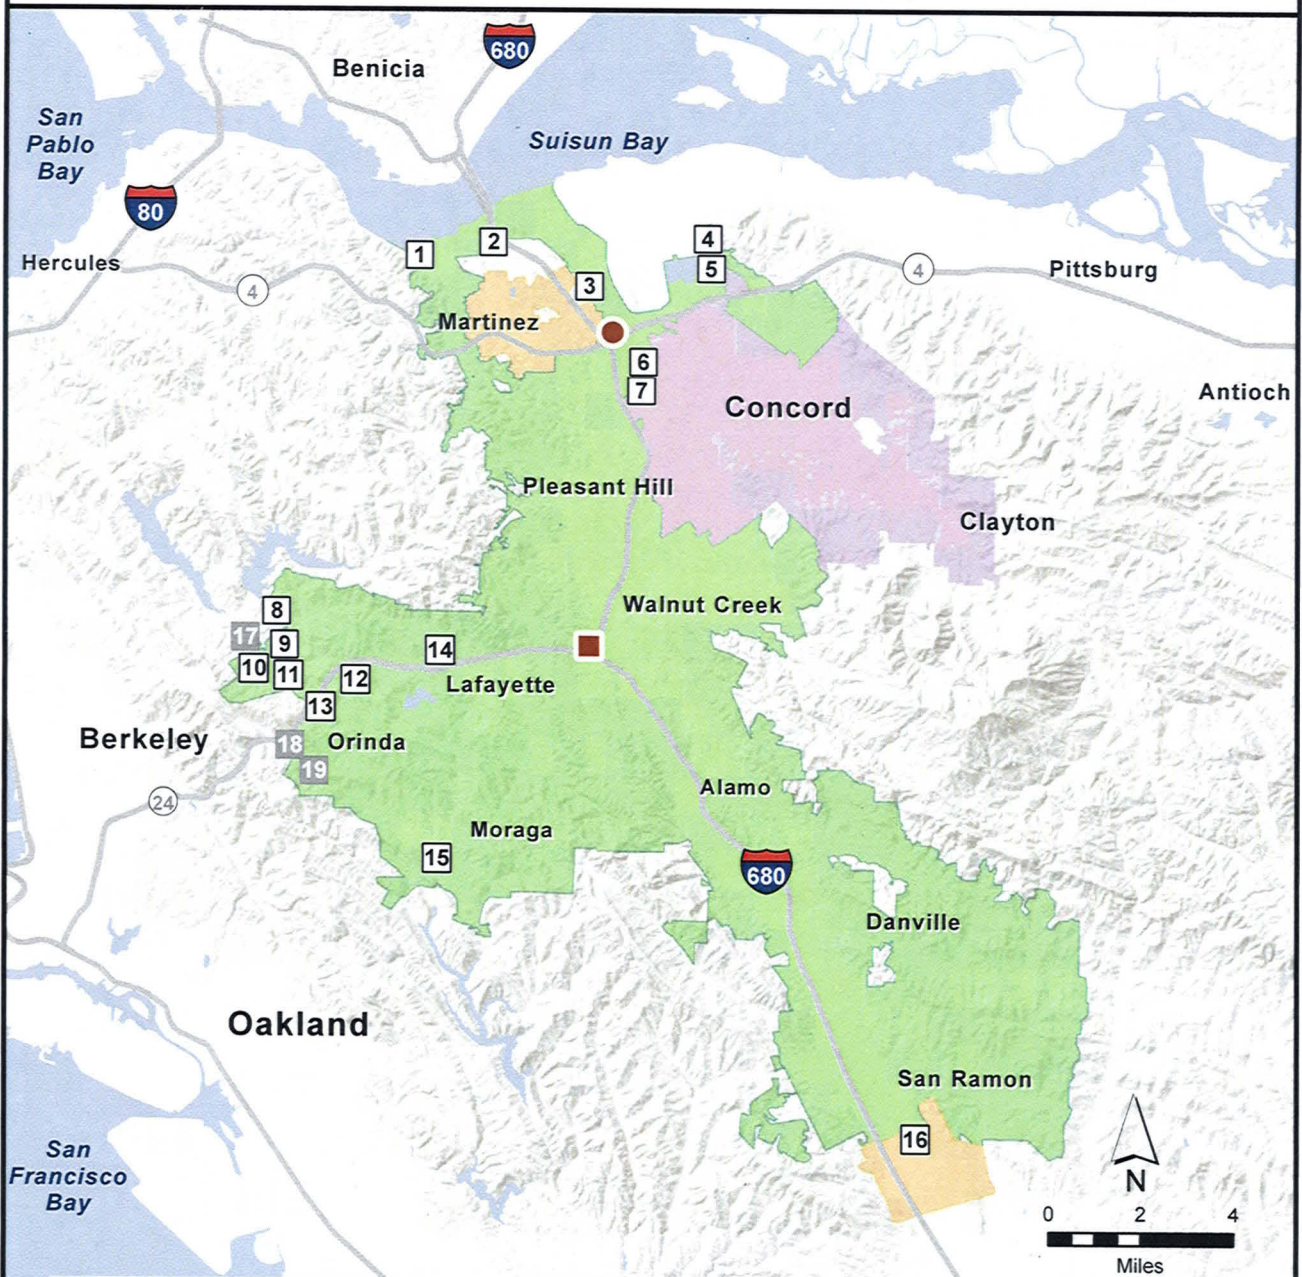 680
Benicia
San
Pablo
Bay
Suisun Bay
80
1
2
4
Hercules
5
4
Pittsburg
4
3
Martinez
6
7
Antioch
Concord
Pleasant Hill
Clayton
8
Walnut Creek
17
9
14
10
11
12
Lafayette
13
Berkeley
18
Orinda
19
Alamo
24
Moraga
15
680
Danville
Oakland
San Ramon
16
San
Francisco
Bay
N
0 2 4
Miles